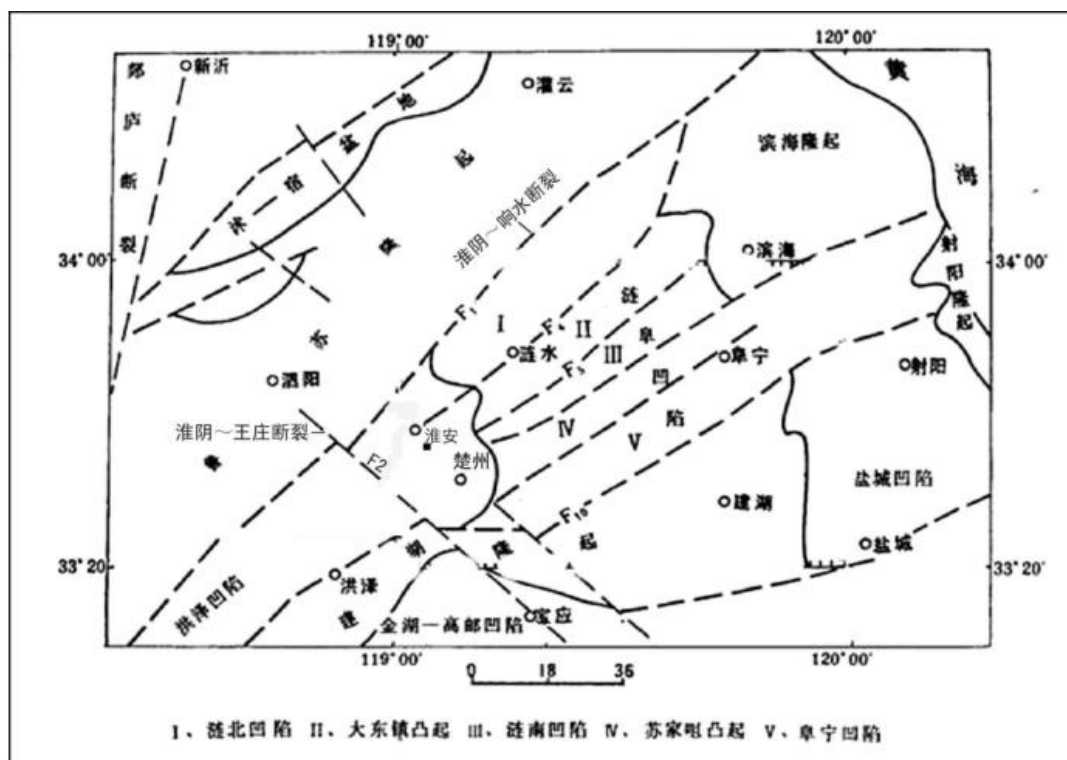 119°00′
120°00′
新沂
灌云
黄
海
郯庐断裂
沭宿盆地
起
滨海隆起
淮阴～响水断裂
34°00′
34°00′
滨海
射阳隆起
F₁
I
F₄
II
涟
涟水
III
阜
F₅
凹
阜宁
射阳
泗阳
苏
淮阴～王庄断裂
淮安
F2
楚州
IV
陷
V
盐城凹陷
建湖
F₁₀
起
隆
湖
建
盐城
33°20′
33°20′
洪泽
洪泽凹陷
金湖一高邮凹陷
宝应
119°00′
120°00′
0 18 36
I、涟北凹陷 II、大东镇凸起 III、涟南凹陷 IV、苏家咀凸起 V、阜宁凹陷